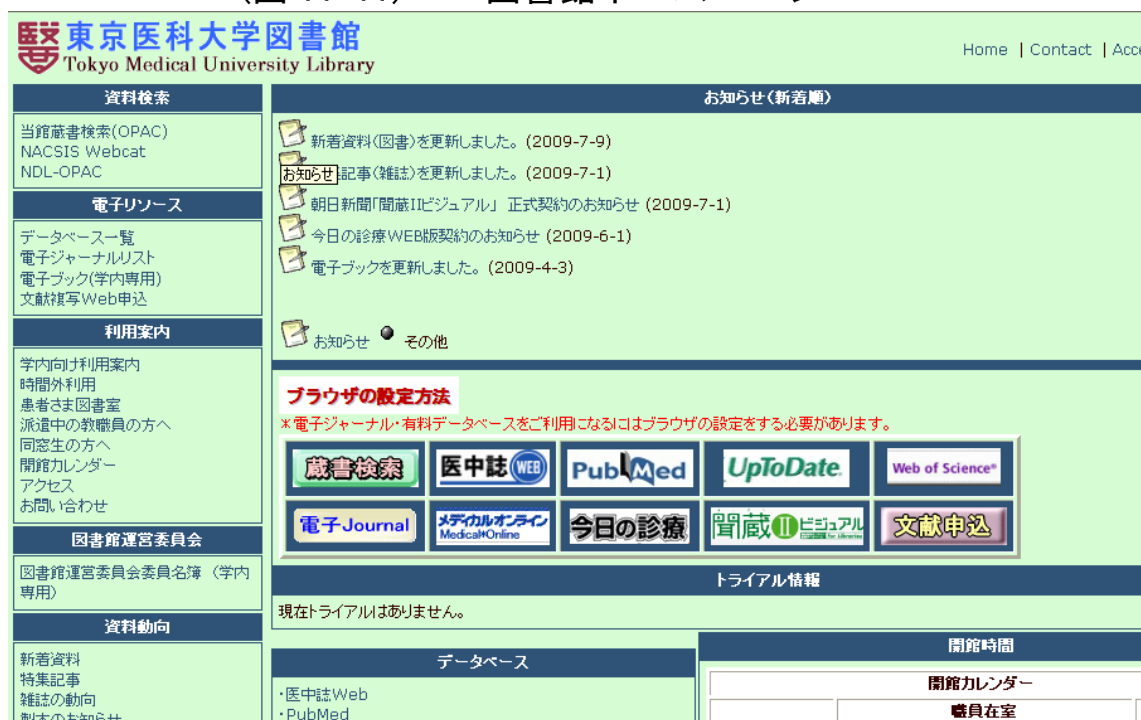 東京医科大学図書館
Tokyo Medical University Library
Home | Contact |
資料検索
当館蔵書検索(OPAC)
NACSIS Webcat
NDL-OPAC
電子リソース
データベース一覧
電子ジャーナルリスト
電子ブック(学内専用)
文献複写Web申込
利用案内
学内向け利用案内
時間外利用
患者さま図書室
派遣中の教職員の方へ
同窓生の方へ
開館カレンダー
アクセス
お問い合わせ
図書館運営委員会
図書館運営委員会委員名簿（学内
専用）
資料動向
新着資料
特集記事
雑誌の動向
お知らせ(新着順)
新着資料(図書)を更新しました。(2009-7-9)
お知らせ
記事(雑誌)を更新しました。(2009-7-1)
朝日新聞「聞蔵IIビジュアル」 正式契約のお知らせ (2009-7-1)
今日の診療WEB版契約のお知らせ (2009-6-1)
電子ブックを更新しました。(2009-4-3)
お知らせ その他
ブラウザの設定方法
*電子ジャーナル・有料データベースをご利用になるにはブラウザの設定をする必要があります。
蔵書検索 医中誌WEB PubMed UpToDate Web of Science®
電子Journal メディカルオンライン Medical*Online 今日の診療 聞蔵IIビジュアル 文献申込
トライアル情報
現在トライアルはありません。
データベース
・医中誌Web
・PubMed
開館時間
開館カレンダー
職員在室